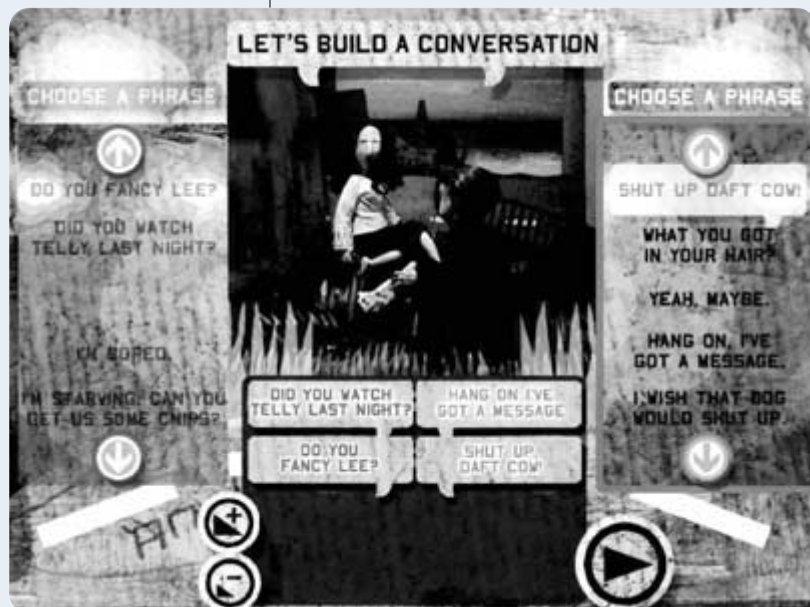 LET'S BUILD A CONVERSATION
CHOOSE A PHRASE
DO YOU FANCY LEE?
DID YOU WATCH
TELLY LAST NIGHT?
I'M BORED.
I'M STARVING. CAN YOU
GET US SOME CHIPS?
CHOOSE A PHRASE
SHUT UP DAFT COW!
WHAT YOU GOT
IN YOUR HAIR?
YEAH, MAYBE.
HANG ON, I'VE
GOT A MESSAGE.
I WISH THAT DOG
WOULD SHUT UP.
DID YOU WATCH
TELLY LAST NIGHT?
HANG ON I'VE
GOT A MESSAGE
DO YOU
FANCY LEE?
SHUT UP,
DAFT COW!